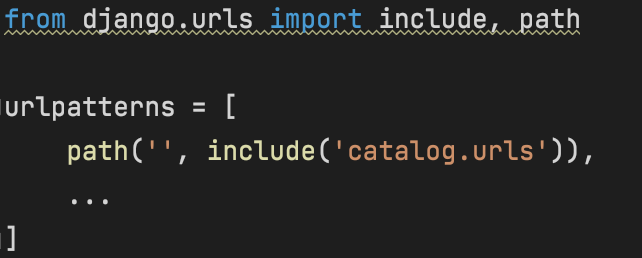 from django.urls import include, path
urlpatterns = [
path('', include('catalog.urls')),
...
]